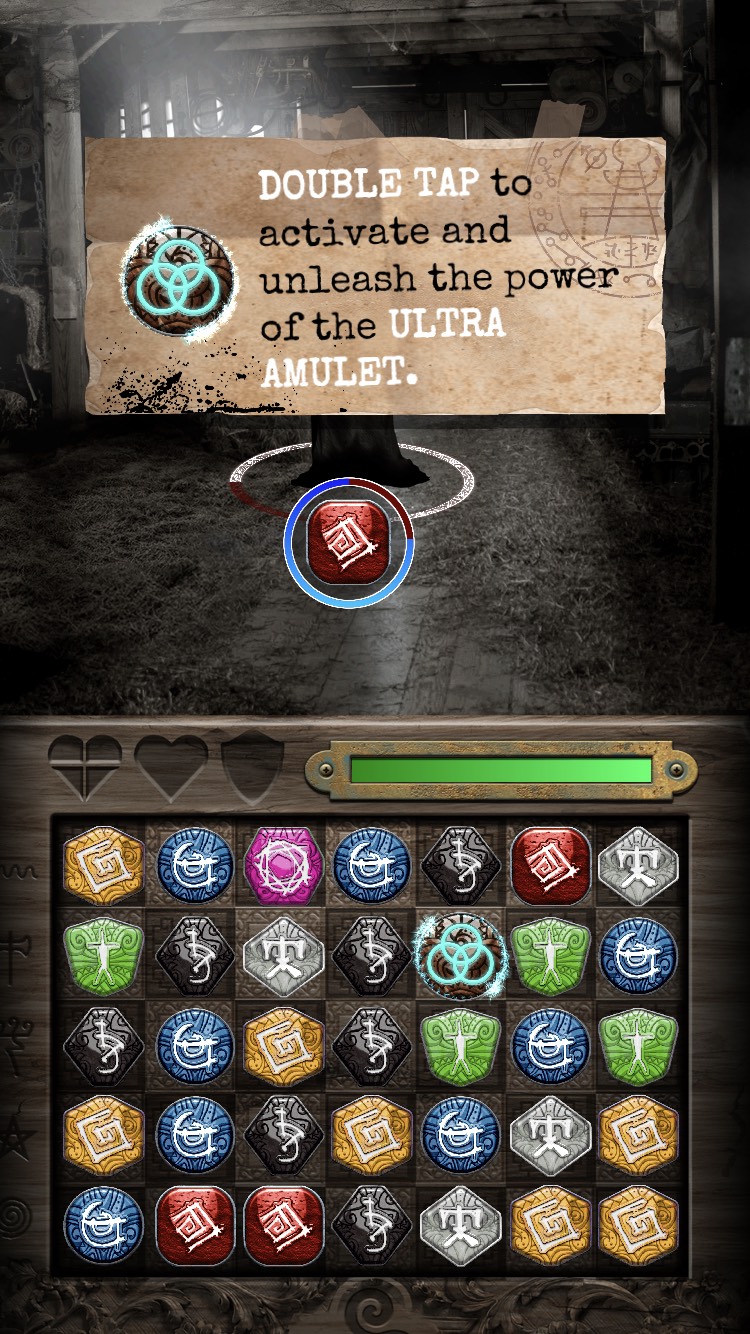 DOUBLE TAP to
activate and
unleash the power
of the ULTRA
AMULET.